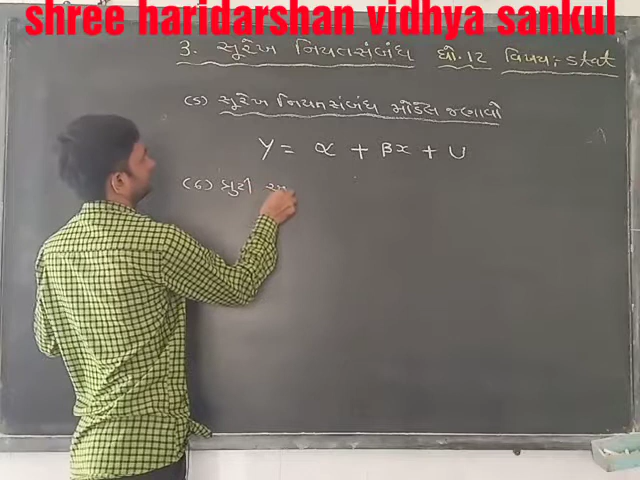 shree haridarshan vidhya sankul
3. સૂરેખ નિયતસંબંધ ધો.12 વિષય:- stat
(5) સૂરેખ નિયતસંબંધ મોડેલ જણાવો
Y = α + βx + U
(6) ત્રુટી